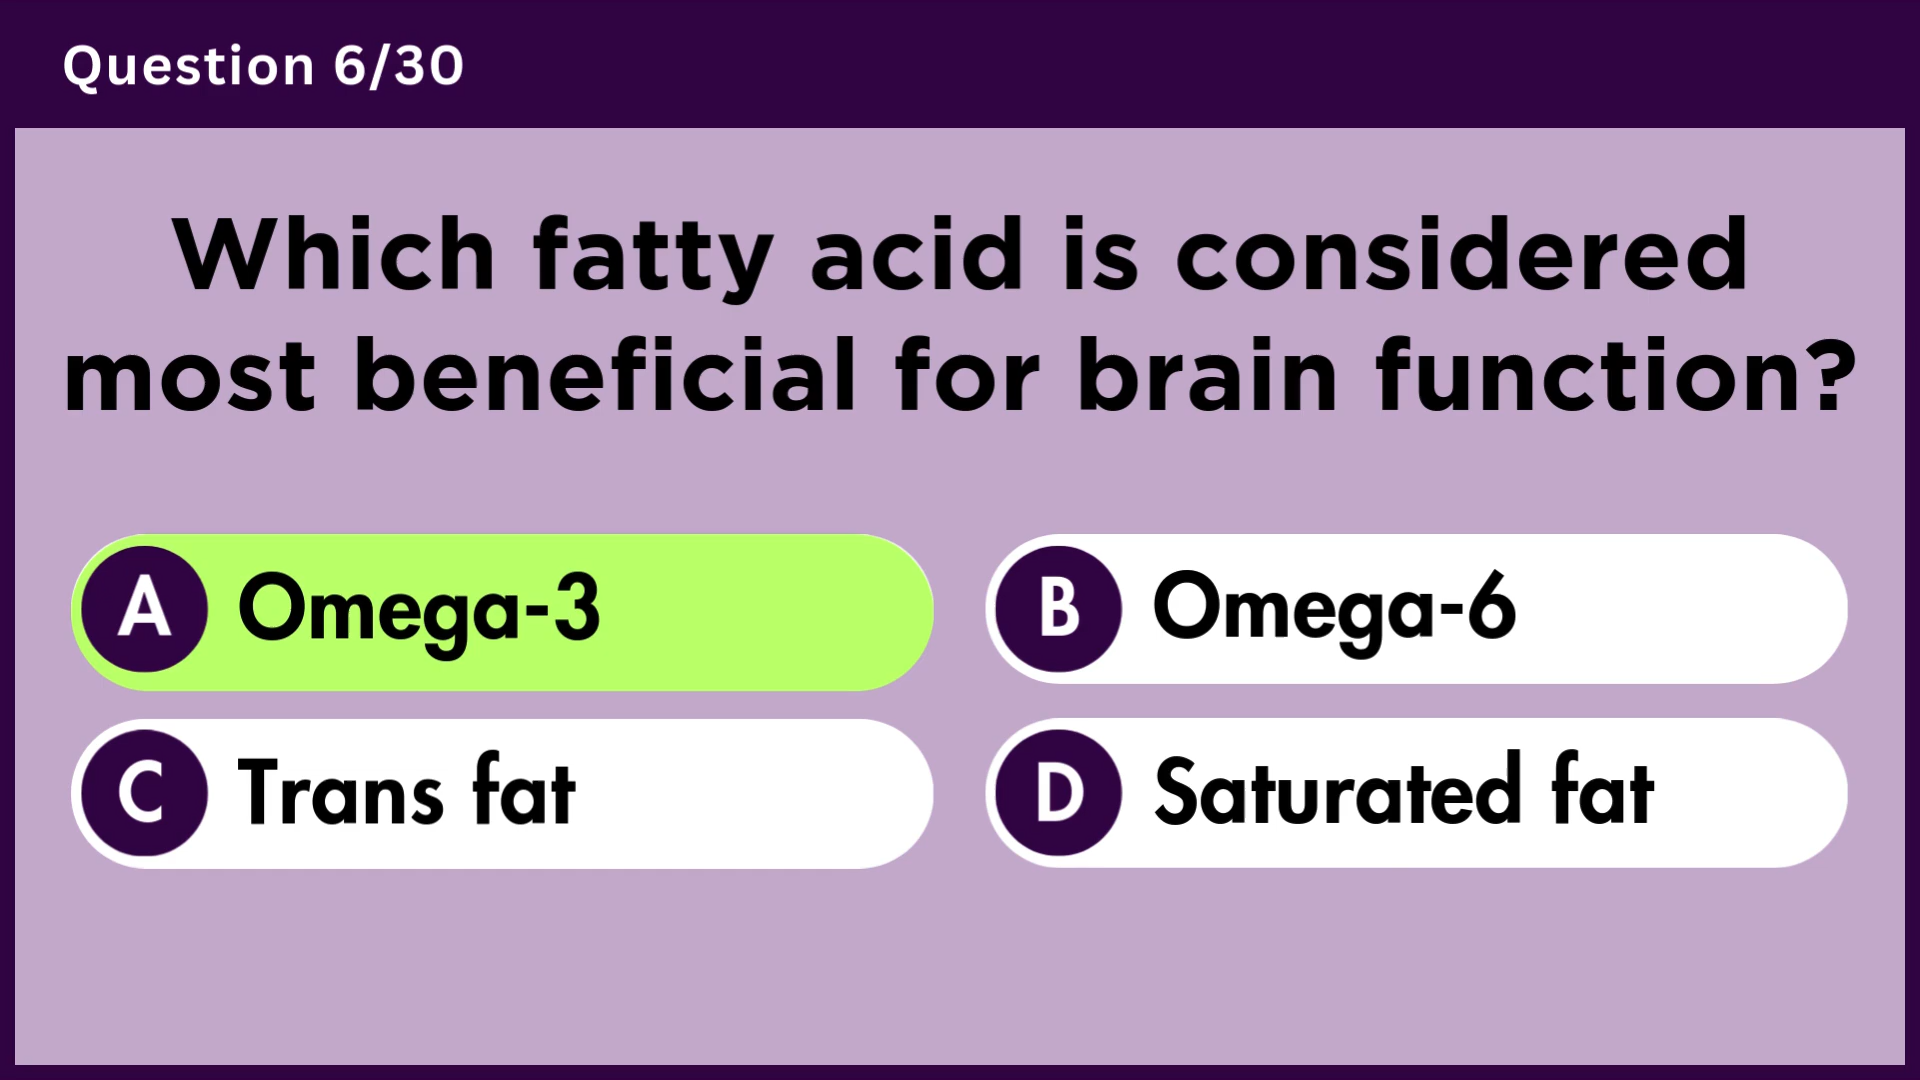 Question 6/30
Which fatty acid is considered
most beneficial for brain function?
A Omega-3
B Omega-6
C Trans fat
D Saturated fat